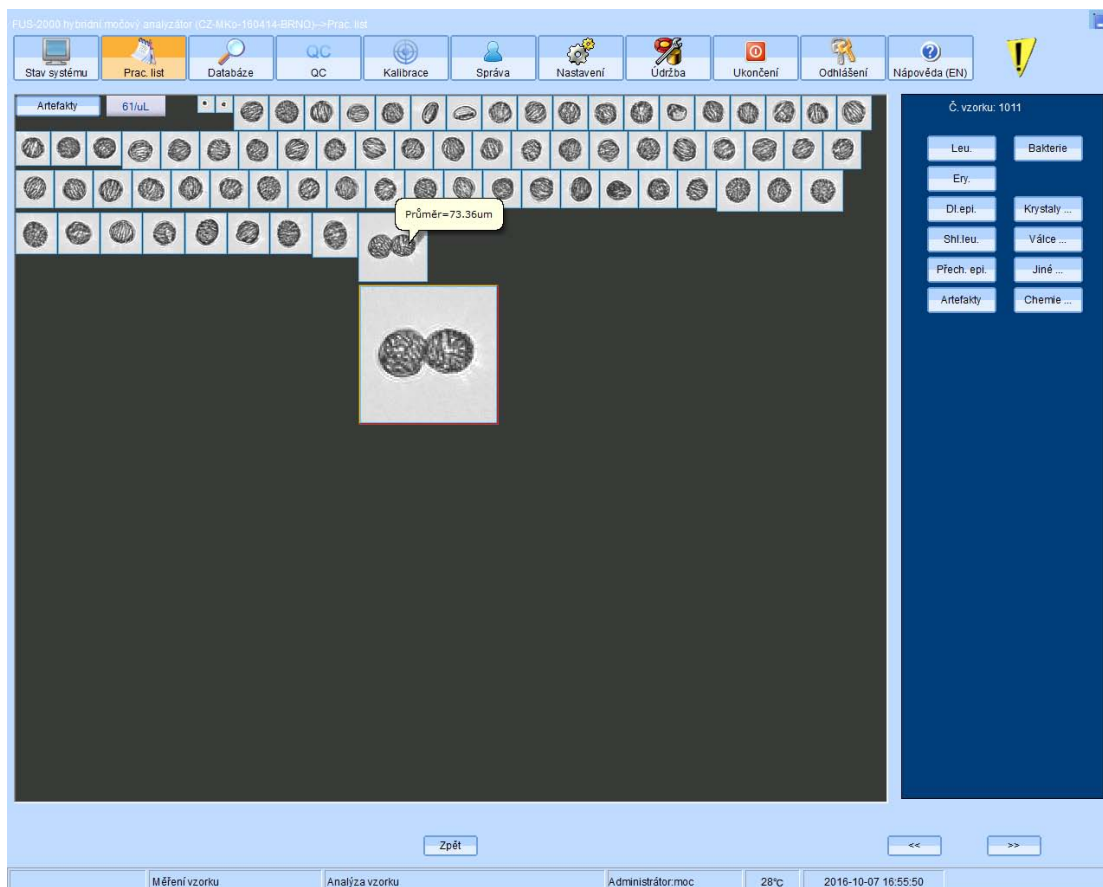 FUS-2000 hybridní močový analyzátor (CZ-MKo-160414-BRNO)-->Prac. list
Stav systému
Prac. list
Databáze
QC
QC
Kalibrace
Správa
Nastavení
Údržba
Ukončení
Odhlášení
Nápověda (EN)
Artefakty
61/uL
Průměr=73.36um
Č. vzorku: 1011
Leu.
Bakterie
Ery.
Dl.epi.
Krystaly ...
Shl.leu.
Válce ...
Přech. epi.
Jiné ...
Artefakty
Chemie ...
Zpět
<<
>>
Měření vzorku
Analýza vzorku
Administrátor:moc
28℃
2016-10-07 16:55:50